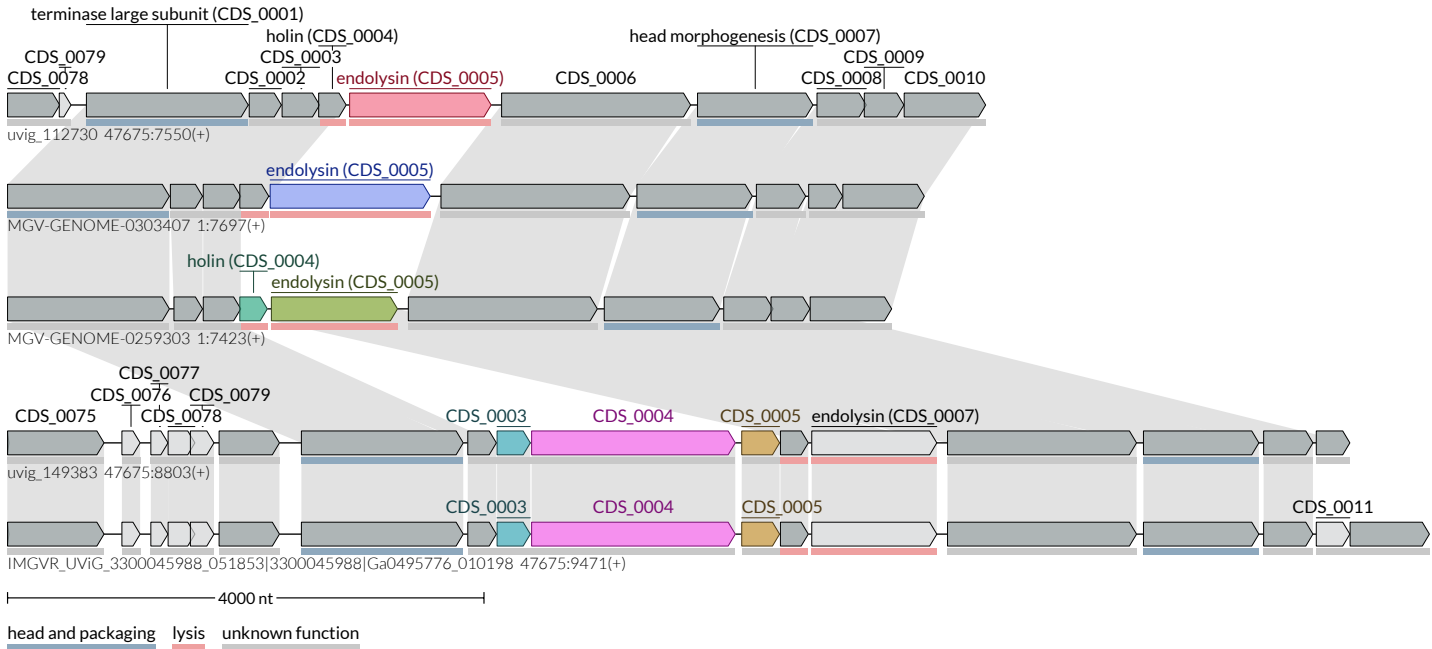 terminase large subunit (CDS_0001)
holin (CDS_0004)
head morphogenesis (CDS_0007)
CDS_0079
CDS_0003
CDS_0009
CDS_0078
CDS_0002
endolysin (CDS_0005)
CDS_0006
CDS_0008
CDS_0010
uvig_112730 47675:7550(+)
endolysin (CDS_0005)
MGV-GENOME-0303407 1:7697(+)
holin (CDS_0004)
endolysin (CDS_0005)
MGV-GENOME-0259303 1:7423(+)
CDS_0077
CDS_0076
CDS_0079
CDS_0075
CDS_0078
CDS_0003
CDS_0004
CDS_0005
endolysin (CDS_0007)
uvig_149383 47675:8803(+)
CDS_0003
CDS_0004
CDS_0005
CDS_0011
IMGVR_UViG_3300045988_051853|3300045988|Ga0495776_010198 47675:9471(+)
4000 nt
head and packaging
lysis
unknown function